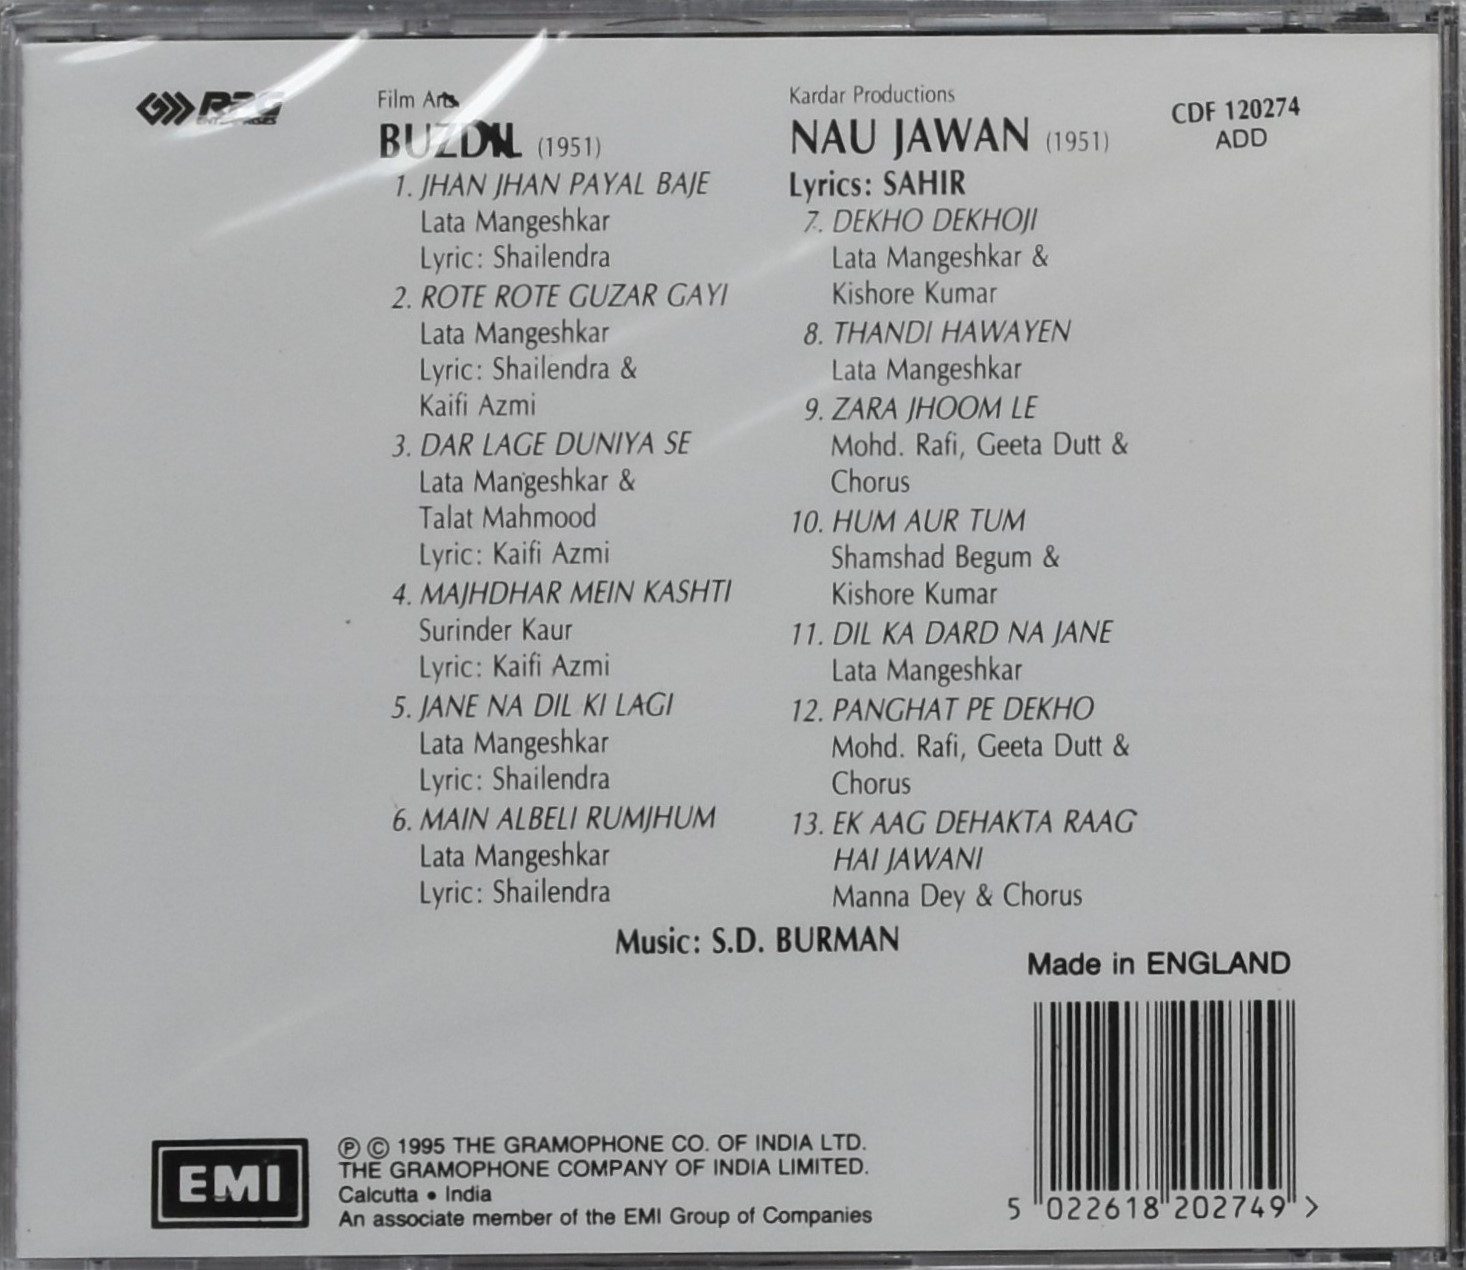 RPG
ENTERPRISES
Film Arts
BUZDIL (1951)
1. JHAN JHAN PAYAL BAJE
Lata Mangeshkar
Lyric: Shailendra
2. ROTE ROTE GUZAR GAYI
Lata Mangeshkar
Lyric: Shailendra &
Kaifi Azmi
3. DAR LAGE DUNIYA SE
Lata Mangeshkar &
Talat Mahmood
Lyric: Kaifi Azmi
4. MAJHDHAR MEIN KASHTI
Surinder Kaur
Lyric: Kaifi Azmi
5. JANE NA DIL KI LAGI
Lata Mangeshkar
Lyric: Shailendra
6. MAIN ALBELI RUMJHUM
Lata Mangeshkar
Lyric: Shailendra
Kardar Productions
NAU JAWAN (1951)
Lyrics: SAHIR
7. DEKHO DEKHOJI
Lata Mangeshkar &
Kishore Kumar
8. THANDI HAWAYEN
Lata Mangeshkar
9. ZARA JHOOM LE
Mohd. Rafi, Geeta Dutt &
Chorus
10. HUM AUR TUM
Shamshad Begum &
Kishore Kumar
11. DIL KA DARD NA JANE
Lata Mangeshkar
12. PANGHAT PE DEKHO
Mohd. Rafi, Geeta Dutt &
Chorus
13. EK AAG DEHAKTA RAAG
HAI JAWANI
Manna Dey & Chorus
CDF 120274
ADD
Music: S.D. BURMAN
Made in ENGLAND
5 022618 202749 >
EMI
℗ © 1995 THE GRAMOPHONE CO. OF INDIA LTD.
THE GRAMOPHONE COMPANY OF INDIA LIMITED.
Calcutta • India
An associate member of the EMI Group of Companies